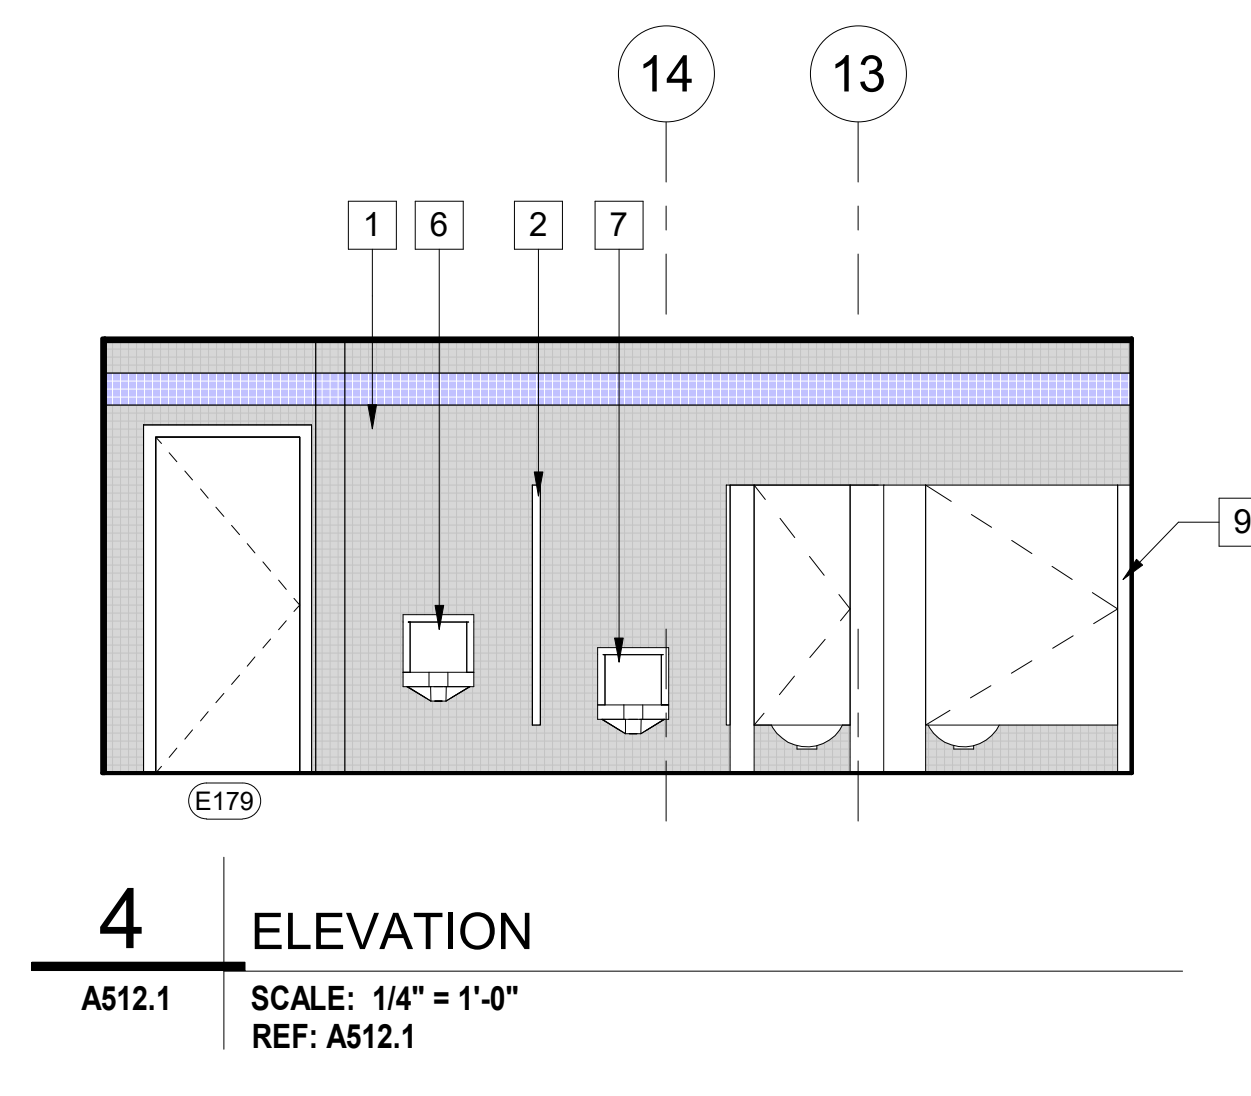 14 13
1 6 2 7
9
E179
4 ELEVATION
A512.1 SCALE: 1/4" = 1'-0"
REF: A512.1